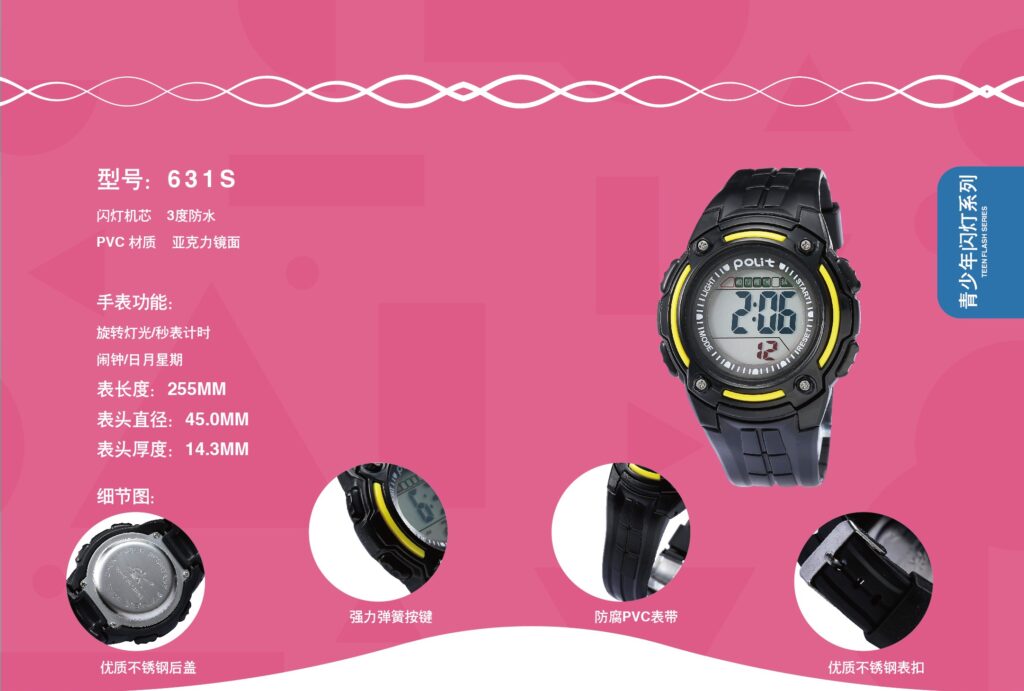 型号：631S
闪灯机芯 3度防水
PVC 材质 亚克力镜面
手表功能：
旋转灯光/秒表计时
闹钟/日月星期
表长度：255MM
表头直径：45.0MM
表头厚度：14.3MM
细节图：
优质不锈钢后盖
强力弹簧按键
防腐PVC表带
优质不锈钢表扣
polit
LIGHT
START
MODE
RESET
2:06
12
青少年闪灯系列
TEEN FLASH SERIES